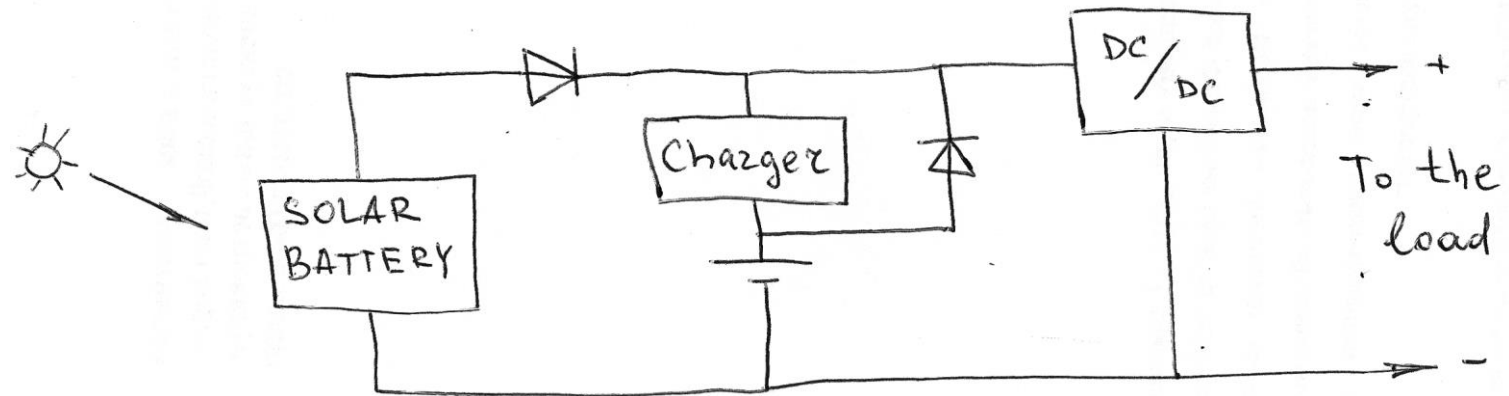 SOLAR
BATTERY
Charger
DC/
DC
+
To the
load
-